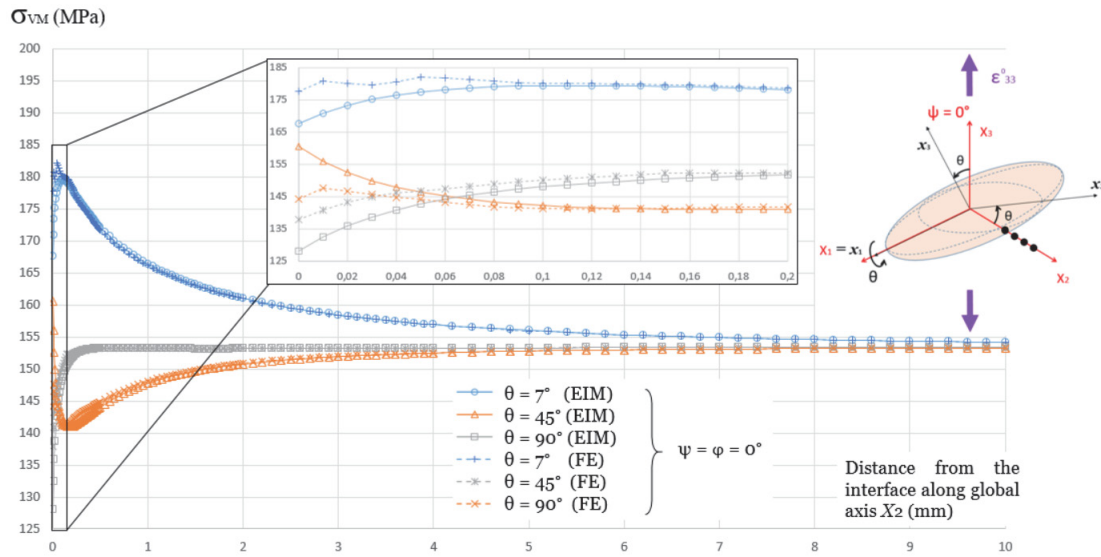 σVM (MPa)
200
195
190
185
180
175
170
165
160
155
150
145
140
135
130
125
0 1 2 3 4 5 6 7 8 9 10
185
175
165
155
145
135
125
0 0,02 0,04 0,06 0,08 0,1 0,12 0,14 0,16 0,18 0,2
θ = 7° (EIM)
θ = 45° (EIM)
θ = 90° (EIM)
θ = 7° (FE)
θ = 45° (FE)
θ = 90° (FE)
ψ = φ = 0°
ε°33
ψ = 0°
X3
x3
θ
θ
x
X1 = x1
θ
X2
Distance from the
interface along global
axis X2 (mm)